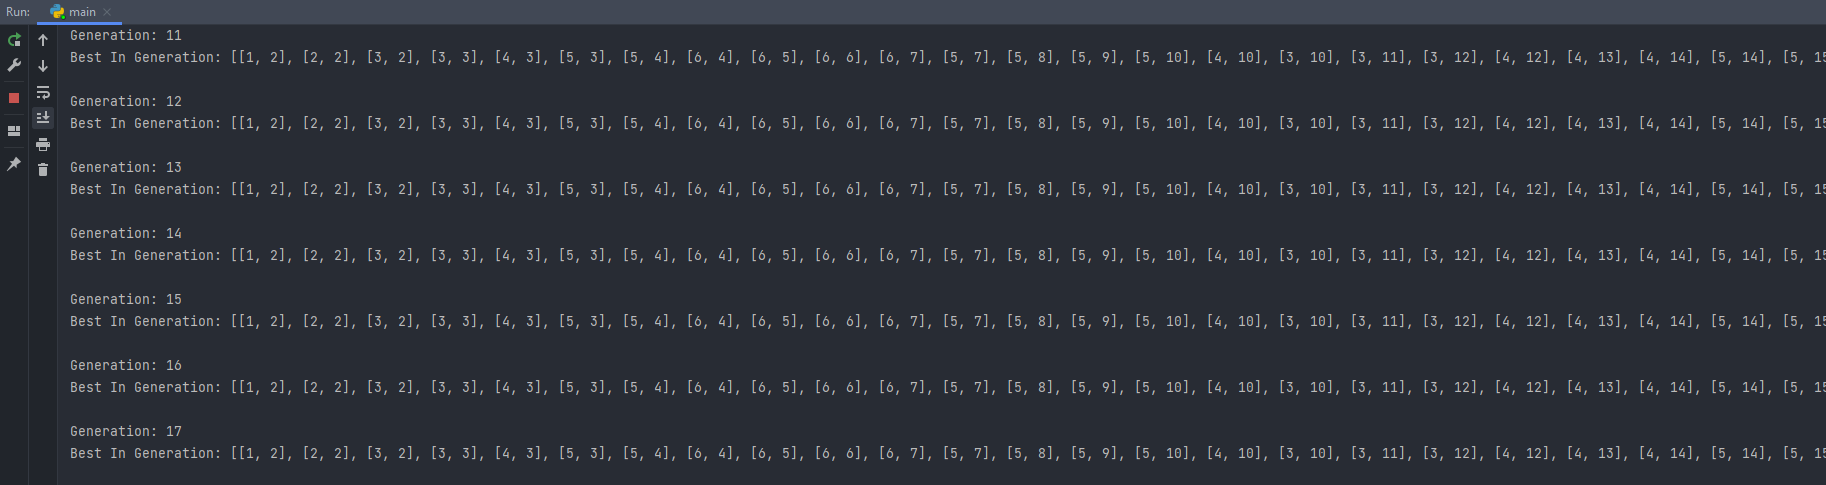 Run: main
Generation: 11
Best In Generation: [[1, 2], [2, 2], [3, 2], [3, 3], [4, 3], [5, 3], [5, 4], [6, 4], [6, 5], [6, 6], [6, 7], [5, 7], [5, 8], [5, 9], [5, 10], [4, 10], [3, 10], [3, 11], [3, 12], [4, 12], [4, 13], [4, 14], [5, 14], [5, 15
Generation: 12
Best In Generation: [[1, 2], [2, 2], [3, 2], [3, 3], [4, 3], [5, 3], [5, 4], [6, 4], [6, 5], [6, 6], [6, 7], [5, 7], [5, 8], [5, 9], [5, 10], [4, 10], [3, 10], [3, 11], [3, 12], [4, 12], [4, 13], [4, 14], [5, 14], [5, 15
Generation: 13
Best In Generation: [[1, 2], [2, 2], [3, 2], [3, 3], [4, 3], [5, 3], [5, 4], [6, 4], [6, 5], [6, 6], [6, 7], [5, 7], [5, 8], [5, 9], [5, 10], [4, 10], [3, 10], [3, 11], [3, 12], [4, 12], [4, 13], [4, 14], [5, 14], [5, 15
Generation: 14
Best In Generation: [[1, 2], [2, 2], [3, 2], [3, 3], [4, 3], [5, 3], [5, 4], [6, 4], [6, 5], [6, 6], [6, 7], [5, 7], [5, 8], [5, 9], [5, 10], [4, 10], [3, 10], [3, 11], [3, 12], [4, 12], [4, 13], [4, 14], [5, 14], [5, 15
Generation: 15
Best In Generation: [[1, 2], [2, 2], [3, 2], [3, 3], [4, 3], [5, 3], [5, 4], [6, 4], [6, 5], [6, 6], [6, 7], [5, 7], [5, 8], [5, 9], [5, 10], [4, 10], [3, 10], [3, 11], [3, 12], [4, 12], [4, 13], [4, 14], [5, 14], [5, 15
Generation: 16
Best In Generation: [[1, 2], [2, 2], [3, 2], [3, 3], [4, 3], [5, 3], [5, 4], [6, 4], [6, 5], [6, 6], [6, 7], [5, 7], [5, 8], [5, 9], [5, 10], [4, 10], [3, 10], [3, 11], [3, 12], [4, 12], [4, 13], [4, 14], [5, 14], [5, 15
Generation: 17
Best In Generation: [[1, 2], [2, 2], [3, 2], [3, 3], [4, 3], [5, 3], [5, 4], [6, 4], [6, 5], [6, 6], [6, 7], [5, 7], [5, 8], [5, 9], [5, 10], [4, 10], [3, 10], [3, 11], [3, 12], [4, 12], [4, 13], [4, 14], [5, 14], [5, 15